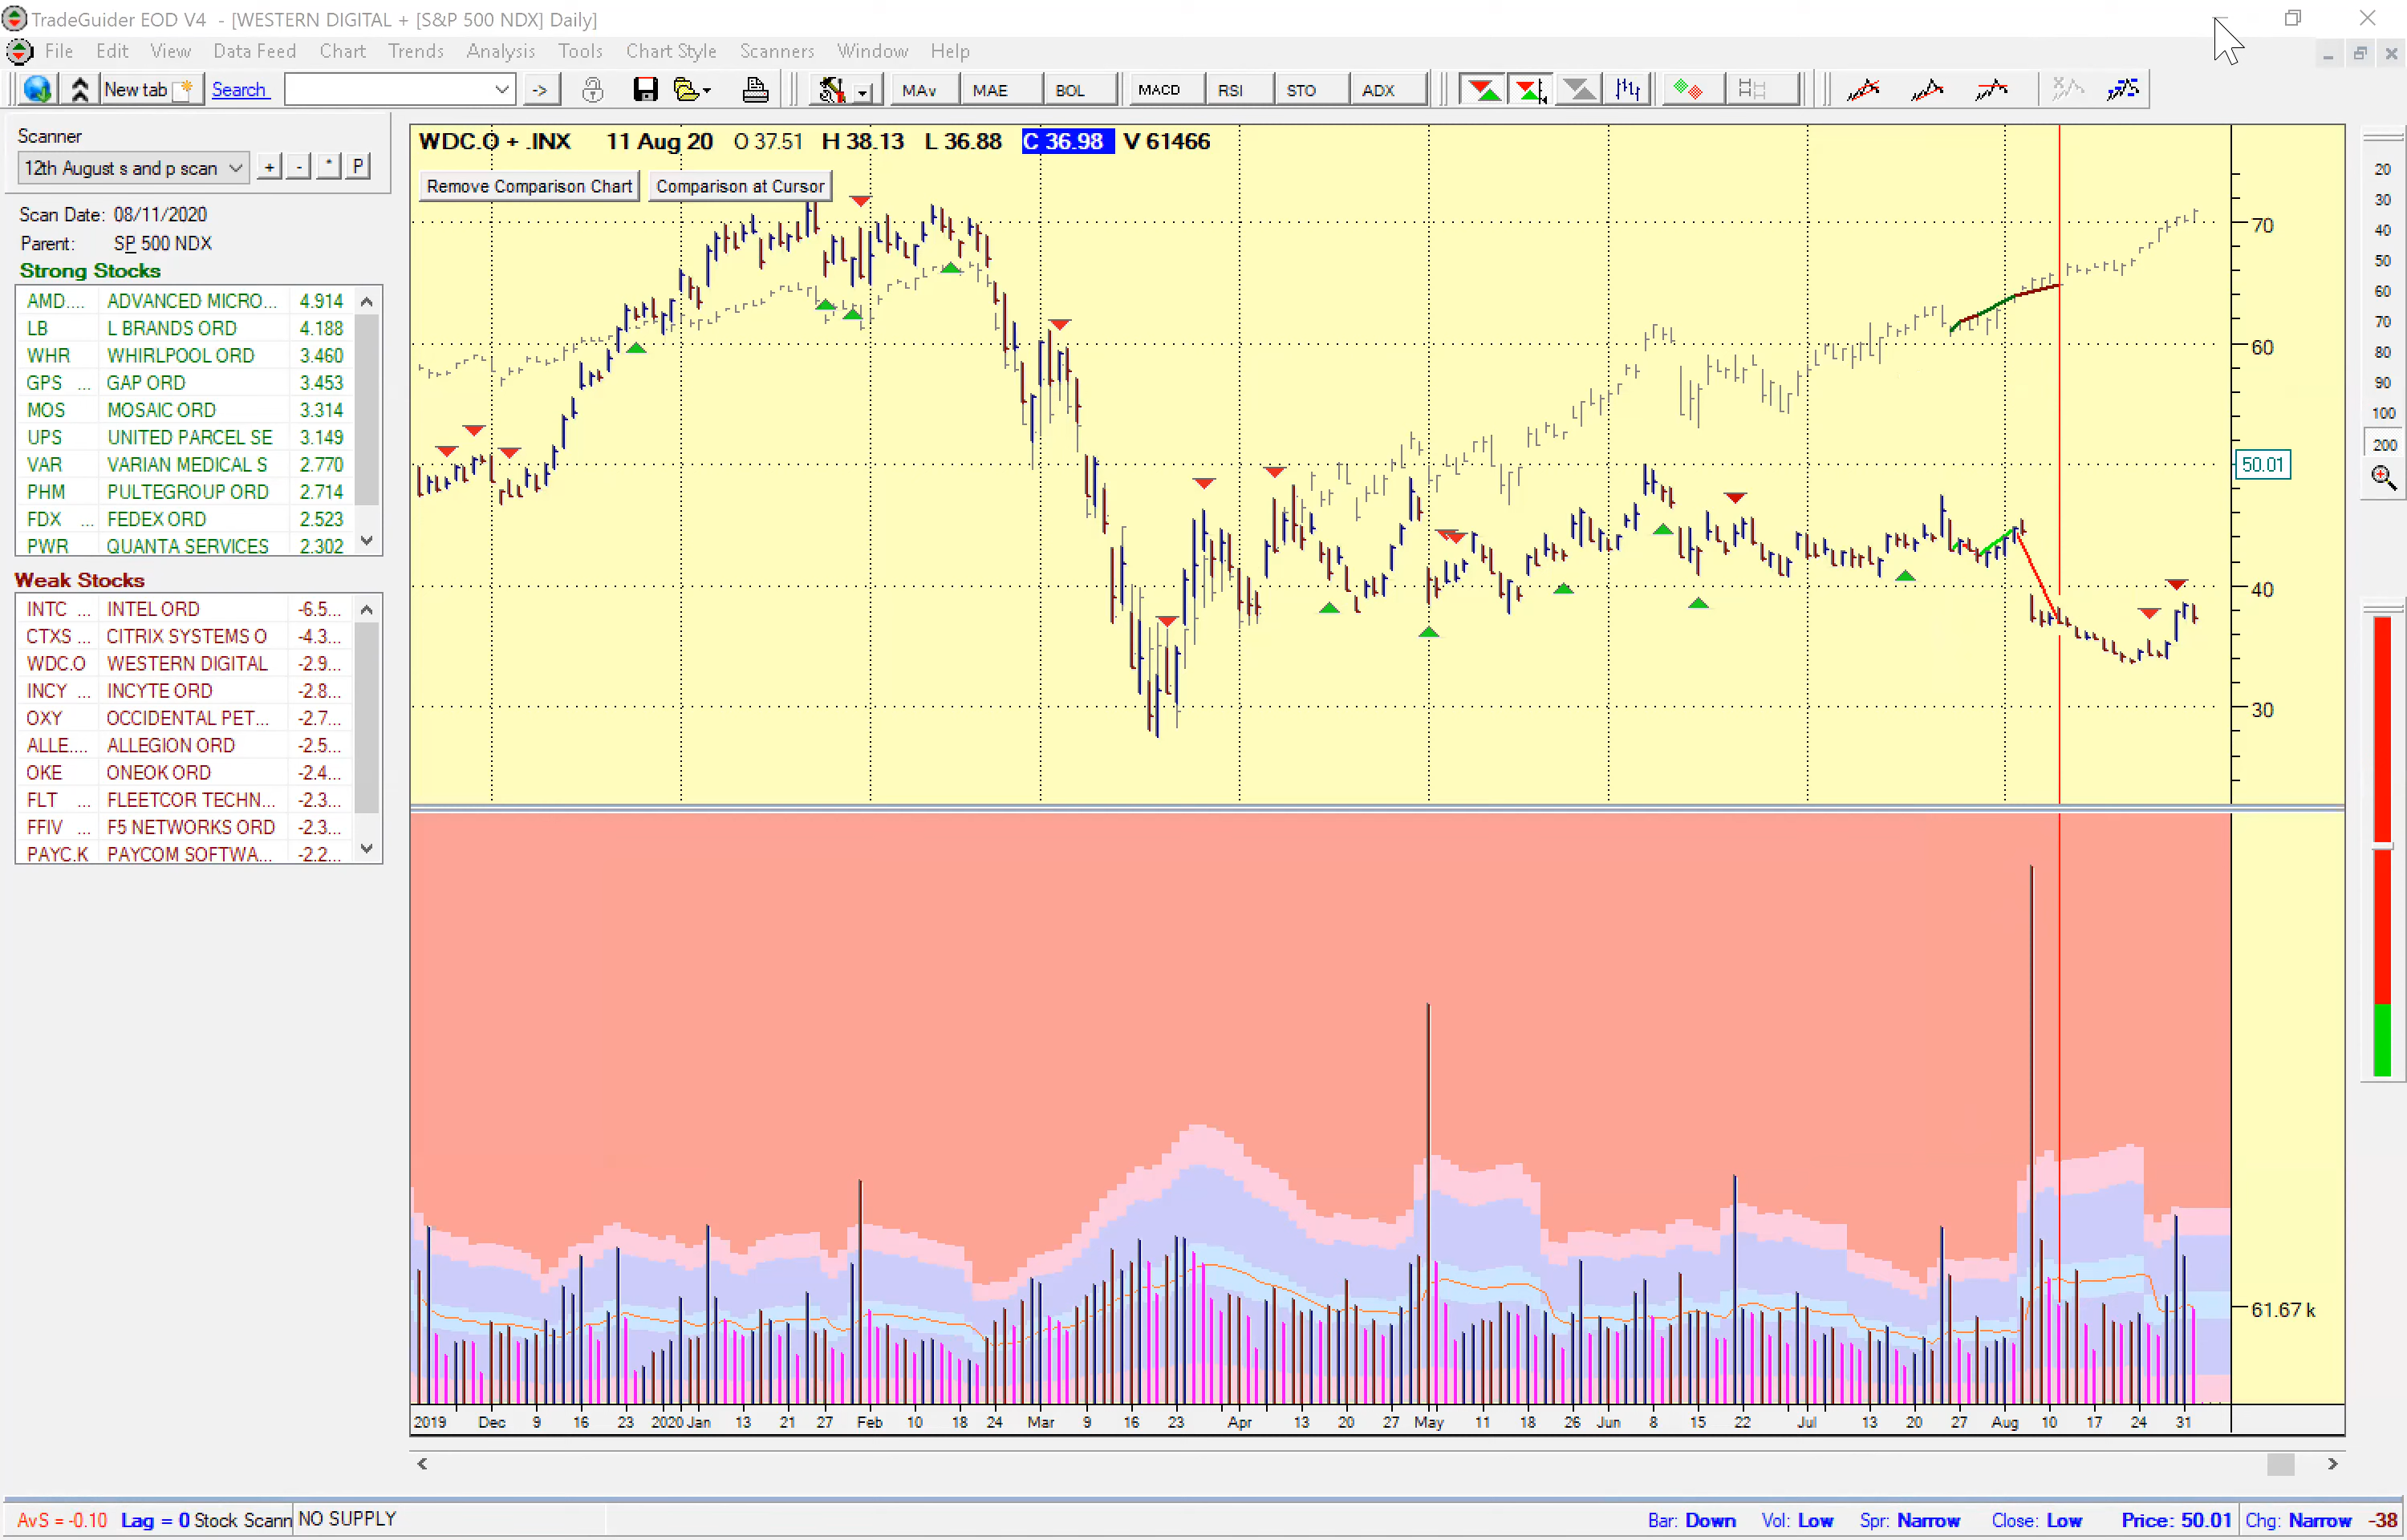 TradeGuider EOD V4 - [WESTERN DIGITAL + [S&P 500 NDX] Daily]
File Edit View Data Feed Chart Trends Analysis Tools Chart Style Scanners Window Help
New tab Search -> MAv MAE BOL MACD RSI STO ADX
Scanner
12th August s and p scan + - * P
Scan Date: 08/11/2020
Parent: SP 500 NDX
Strong Stocks
AMD.... ADVANCED MICRO... 4.914
LB L BRANDS ORD 4.188
WHR WHIRLPOOL ORD 3.460
GPS ... GAP ORD 3.453
MOS MOSAIC ORD 3.314
UPS UNITED PARCEL SE 3.149
VAR VARIAN MEDICAL S 2.770
PHM PULTEGROUP ORD 2.714
FDX ... FEDEX ORD 2.523
PWR QUANTA SERVICES 2.302
Weak Stocks
INTC ... INTEL ORD -6.5...
CTXS ... CITRIX SYSTEMS O -4.3...
WDC.O WESTERN DIGITAL -2.9...
INCY ... INCYTE ORD -2.8...
OXY OCCIDENTAL PET... -2.7...
ALLE.... ALLEGION ORD -2.5...
OKE ONEOK ORD -2.4...
FLT ... FLEETCOR TECHN... -2.3...
FFIV ... F5 NETWORKS ORD -2.3...
PAYC.K PAYCOM SOFTWA... -2.2...
WDC.O + .INX 11 Aug 20 O 37.51 H 38.13 L 36.88 C 36.98 V 61466
Remove Comparison Chart Comparison at Cursor
70
60
50.01
40
30
61.67 k
20
30
40
50
60
70
80
90
100
200
2019 Dec 9 16 23 2020 Jan 13 21 27 Feb 10 18 24 Mar 9 16 23 Apr 13 20 27 May 11 18 26 Jun 8 15 22 Jul 13 20 27 Aug 10 17 24 31
AvS = -0.10 Lag = 0 Stock Scann NO SUPPLY Bar: Down Vol: Low Spr: Narrow Close: Low Price: 50.01 Chg: Narrow -38